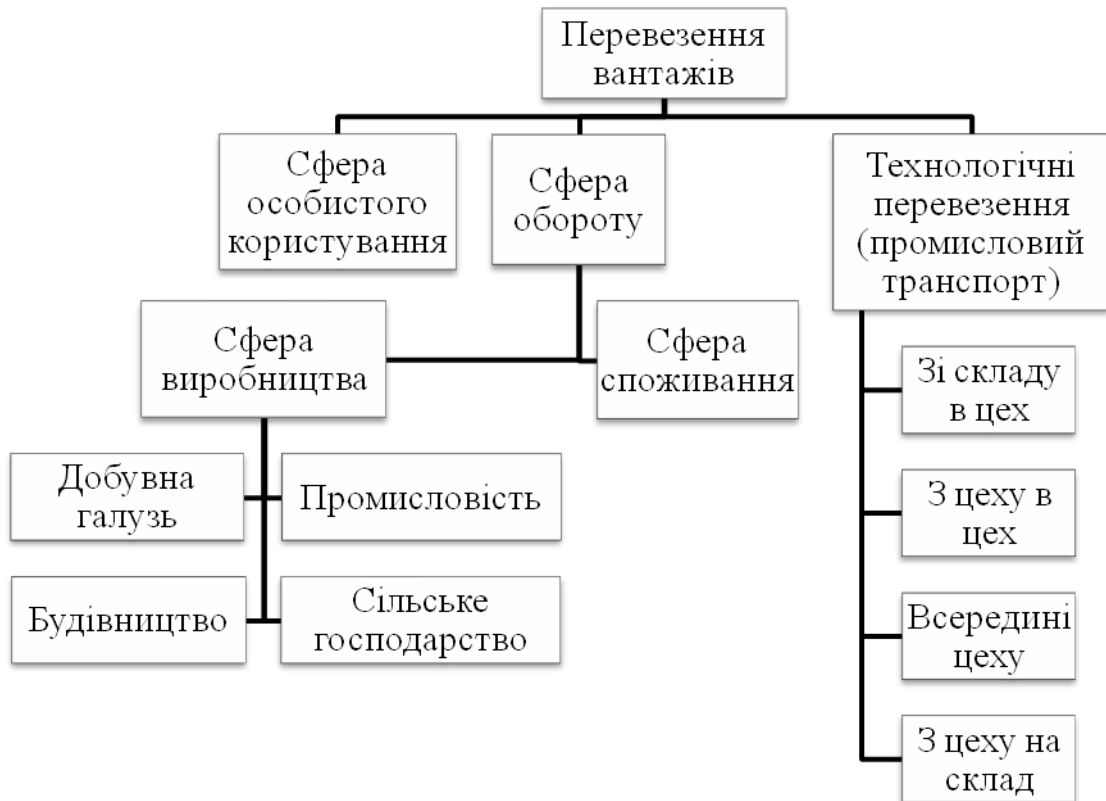 Перевезення
вантажів
Сфера
особистого
користування
Сфера
обороту
Технологічні
перевезення
(промисловий
транспорт)
Сфера
виробництва
Сфера
споживання
Добувна
галузь
Промисловість
Будівництво
Сільське
господарство
Зі складу
в цех
З цеху в
цех
Всередині
цеху
З цеху на
склад